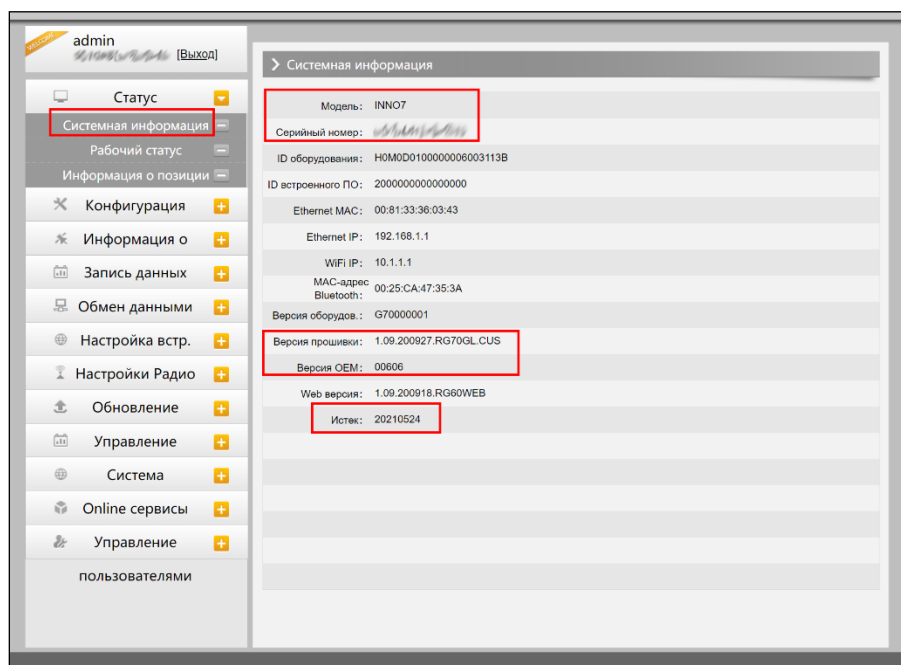 WELCOME
admin
[Выход]
Статус
Системная информация
Рабочий статус
Информация о позиции
Конфигурация
Информация о
Запись данных
Обмен данными
Настройка встр.
Настройки Радио
Обновление
Управление
Система
Online сервисы
Управление
пользователями
Системная информация
Модель: INNO7
Серийный номер:
ID оборудования: H0M0D0100000006003113B
ID встроенного ПО: 2000000000000000
Ethernet MAC: 00:81:33:36:03:43
Ethernet IP: 192.168.1.1
WiFi IP: 10.1.1.1
MAC-адрес
Bluetooth: 00:25:CA:47:35:3A
Версия оборудов.: G70000001
Версия прошивки: 1.09.200927.RG70GL.CUS
Версия OEM: 00606
Web версия: 1.09.200918.RG60WEB
Истек: 20210524